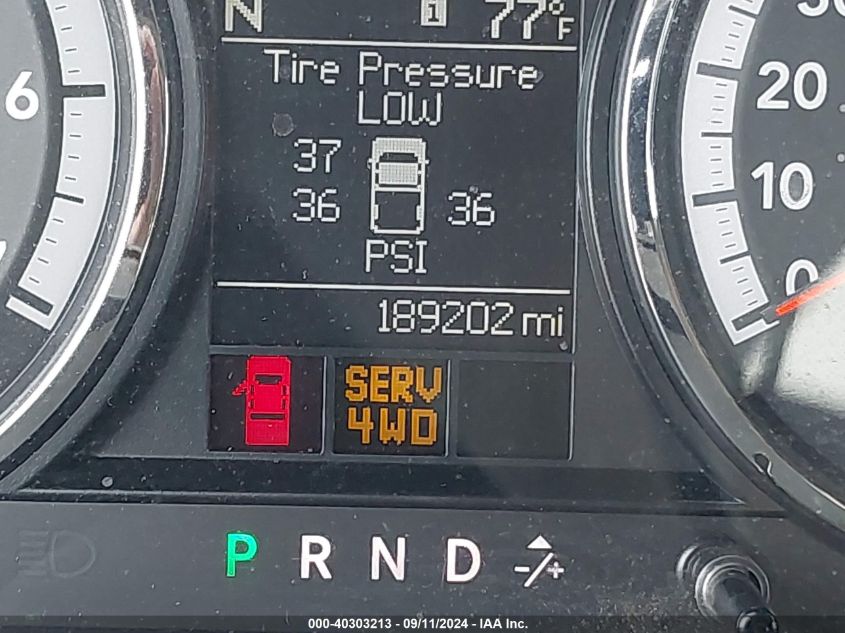 N 1 77°F
Tire Pressure
LOW
37
36 36
PSI
189202 mi
SERV
4WD
P R N D -/+
6
20
10
0
000-40303213 - 09/11/2024 - IAA Inc.